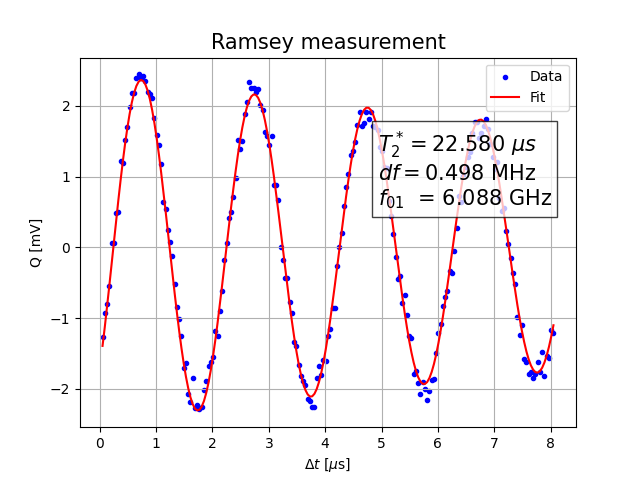 Ramsey measurement
Data
Fit
T₂* = 22.580 μs
df = 0.498 MHz
f₀₁ = 6.088 GHz
Q [mV]
2
1
0
−1
−2
0 1 2 3 4 5 6 7 8
Δt [μs]